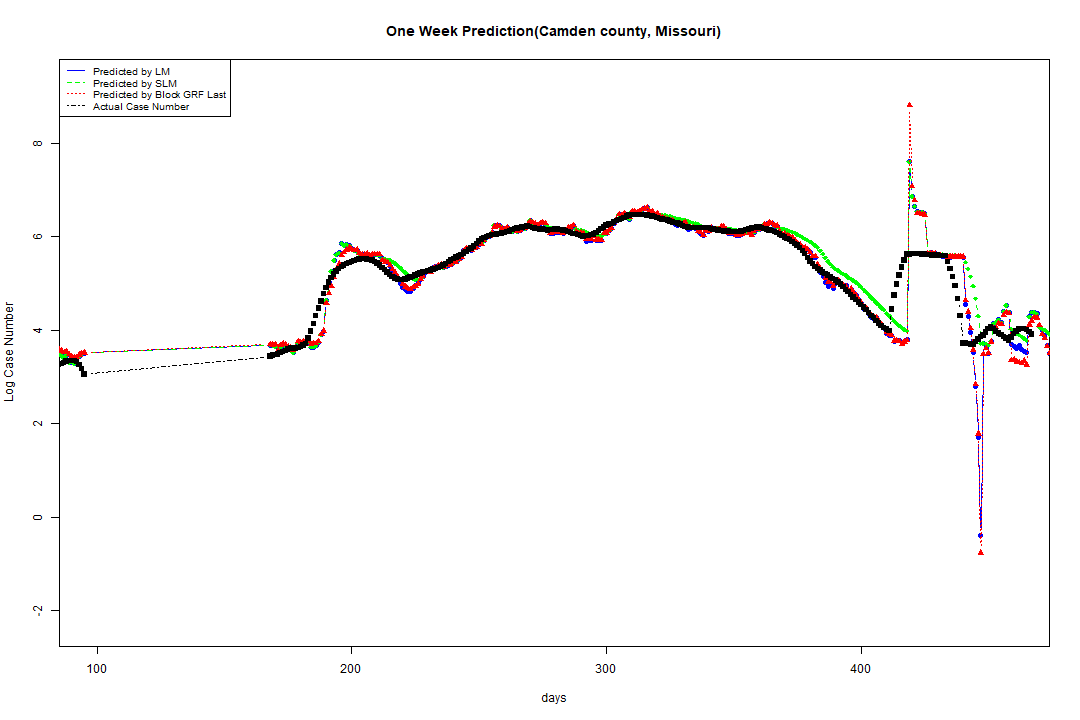 One Week Prediction(Camden county, Missouri)
Predicted by LM
Predicted by SLM
Predicted by Block GRF Last
Actual Case Number
8
6
4
2
0
-2
Log Case Number
100
200
300
400
days